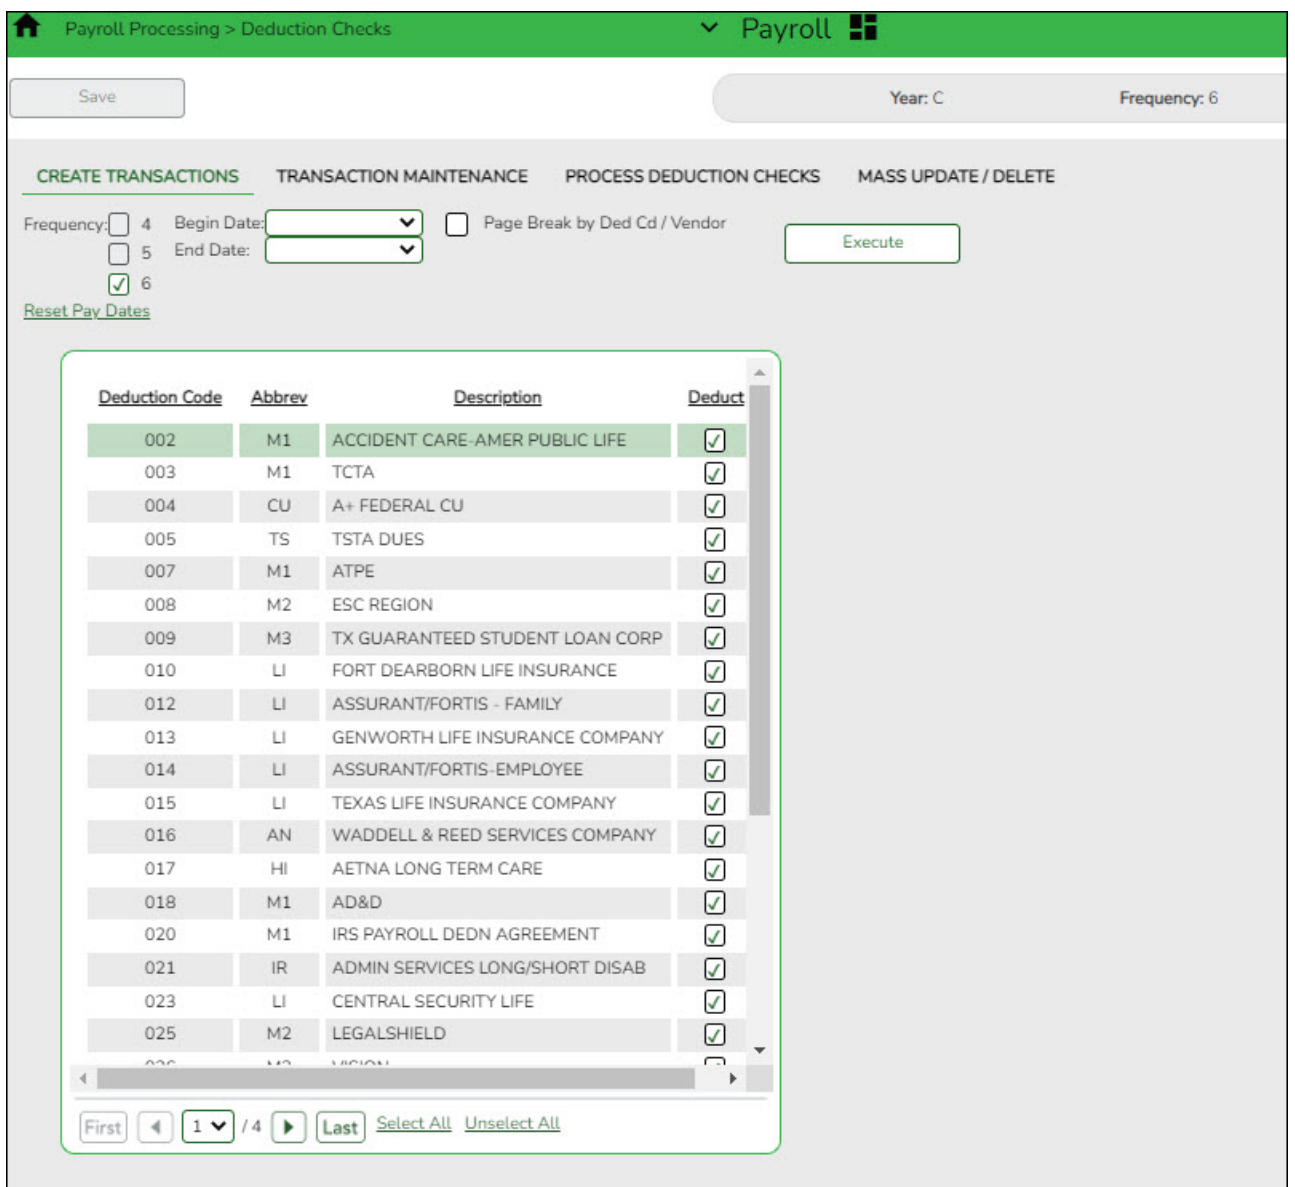 Payroll Processing > Deduction Checks
Payroll
Save
Year: C Frequency: 6
CREATE TRANSACTIONS TRANSACTION MAINTENANCE PROCESS DEDUCTION CHECKS MASS UPDATE / DELETE
Frequency: 4 Begin Date: Page Break by Ded Cd / Vendor
5 End Date:
Execute
6
Reset Pay Dates
Deduction Code Abbrev Description Deduct
002 M1 ACCIDENT CARE-AMER PUBLIC LIFE
003 M1 TCTA
004 CU A+ FEDERAL CU
005 TS TSTA DUES
007 M1 ATPE
008 M2 ESC REGION
009 M3 TX GUARANTEED STUDENT LOAN CORP
010 LI FORT DEARBORN LIFE INSURANCE
012 LI ASSURANT/FORTIS - FAMILY
013 LI GENWORTH LIFE INSURANCE COMPANY
014 LI ASSURANT/FORTIS-EMPLOYEE
015 LI TEXAS LIFE INSURANCE COMPANY
016 AN WADDELL & REED SERVICES COMPANY
017 HI AETNA LONG TERM CARE
018 M1 AD&D
020 M1 IRS PAYROLL DEDN AGREEMENT
021 IR ADMIN SERVICES LONG/SHORT DISAB
023 LI CENTRAL SECURITY LIFE
025 M2 LEGALSHIELD
First 1 / 4 Last Select All Unselect All